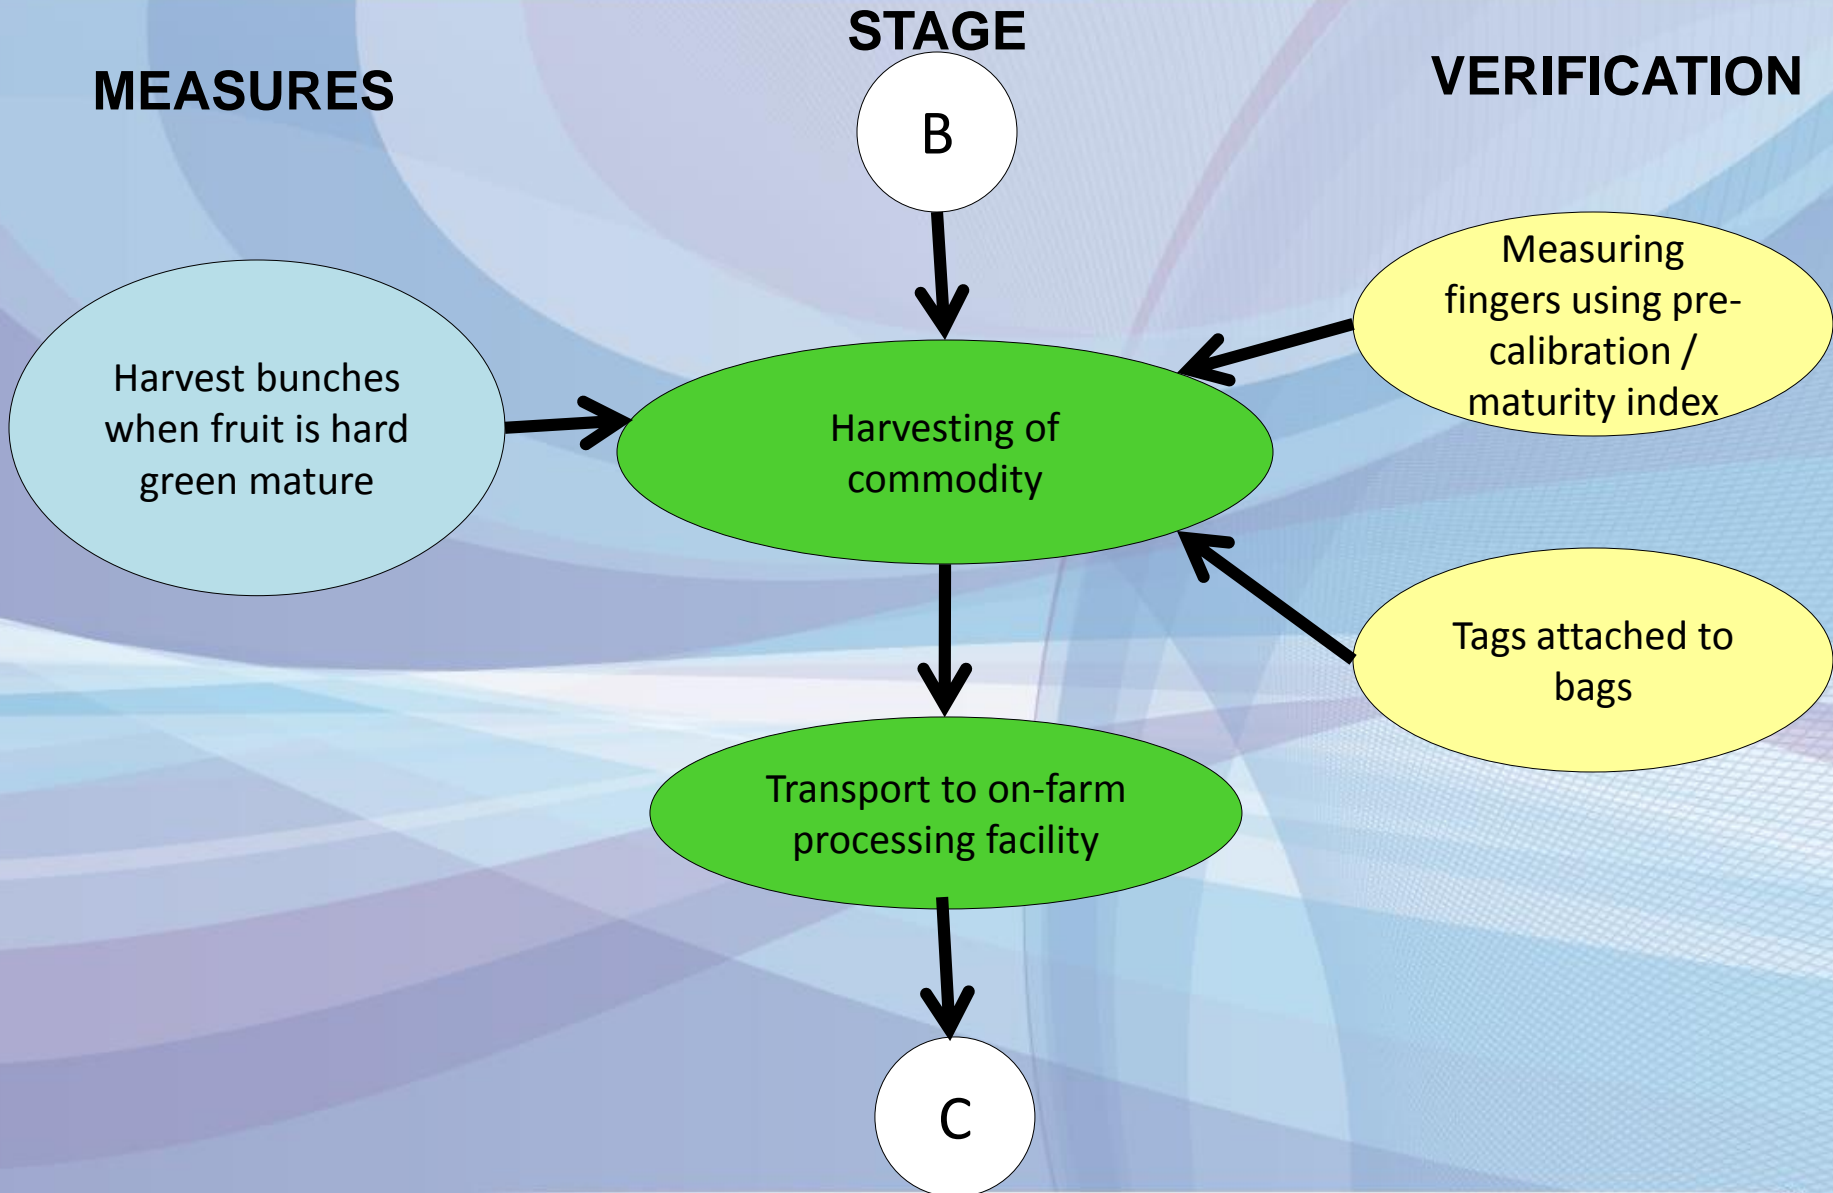 STAGE
MEASURES
VERIFICATION
B
Measuring
fingers using pre-
calibration /
maturity index
Harvest bunches
when fruit is hard
green mature
Harvesting of
commodity
Tags attached to
bags
Transport to on-farm
processing facility
C